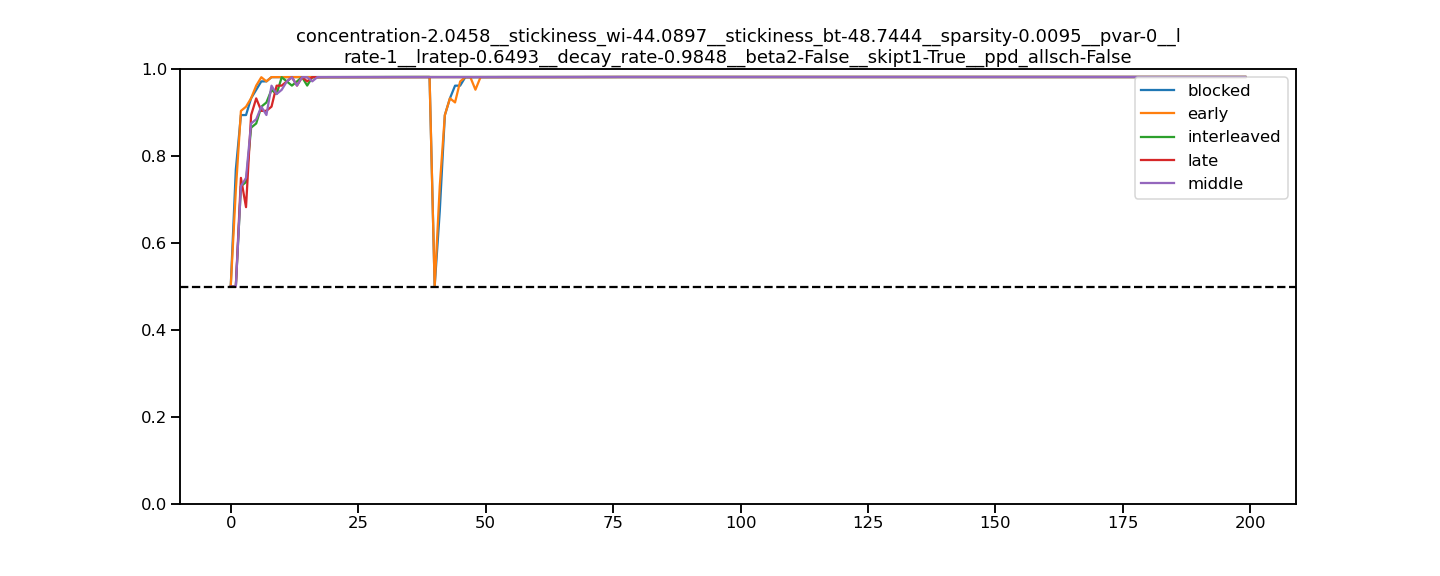 concentration-2.0458__stickiness_wi-44.0897__stickiness_bt-48.7444__sparsity-0.0095__pvar-0__l
rate-1__lratep-0.6493__decay_rate-0.9848__beta2-False__skipt1-True__ppd_allsch-False
1.0
0.8
0.6
0.4
0.2
0.0
blocked
early
interleaved
late
middle
0 25 50 75 100 125 150 175 200